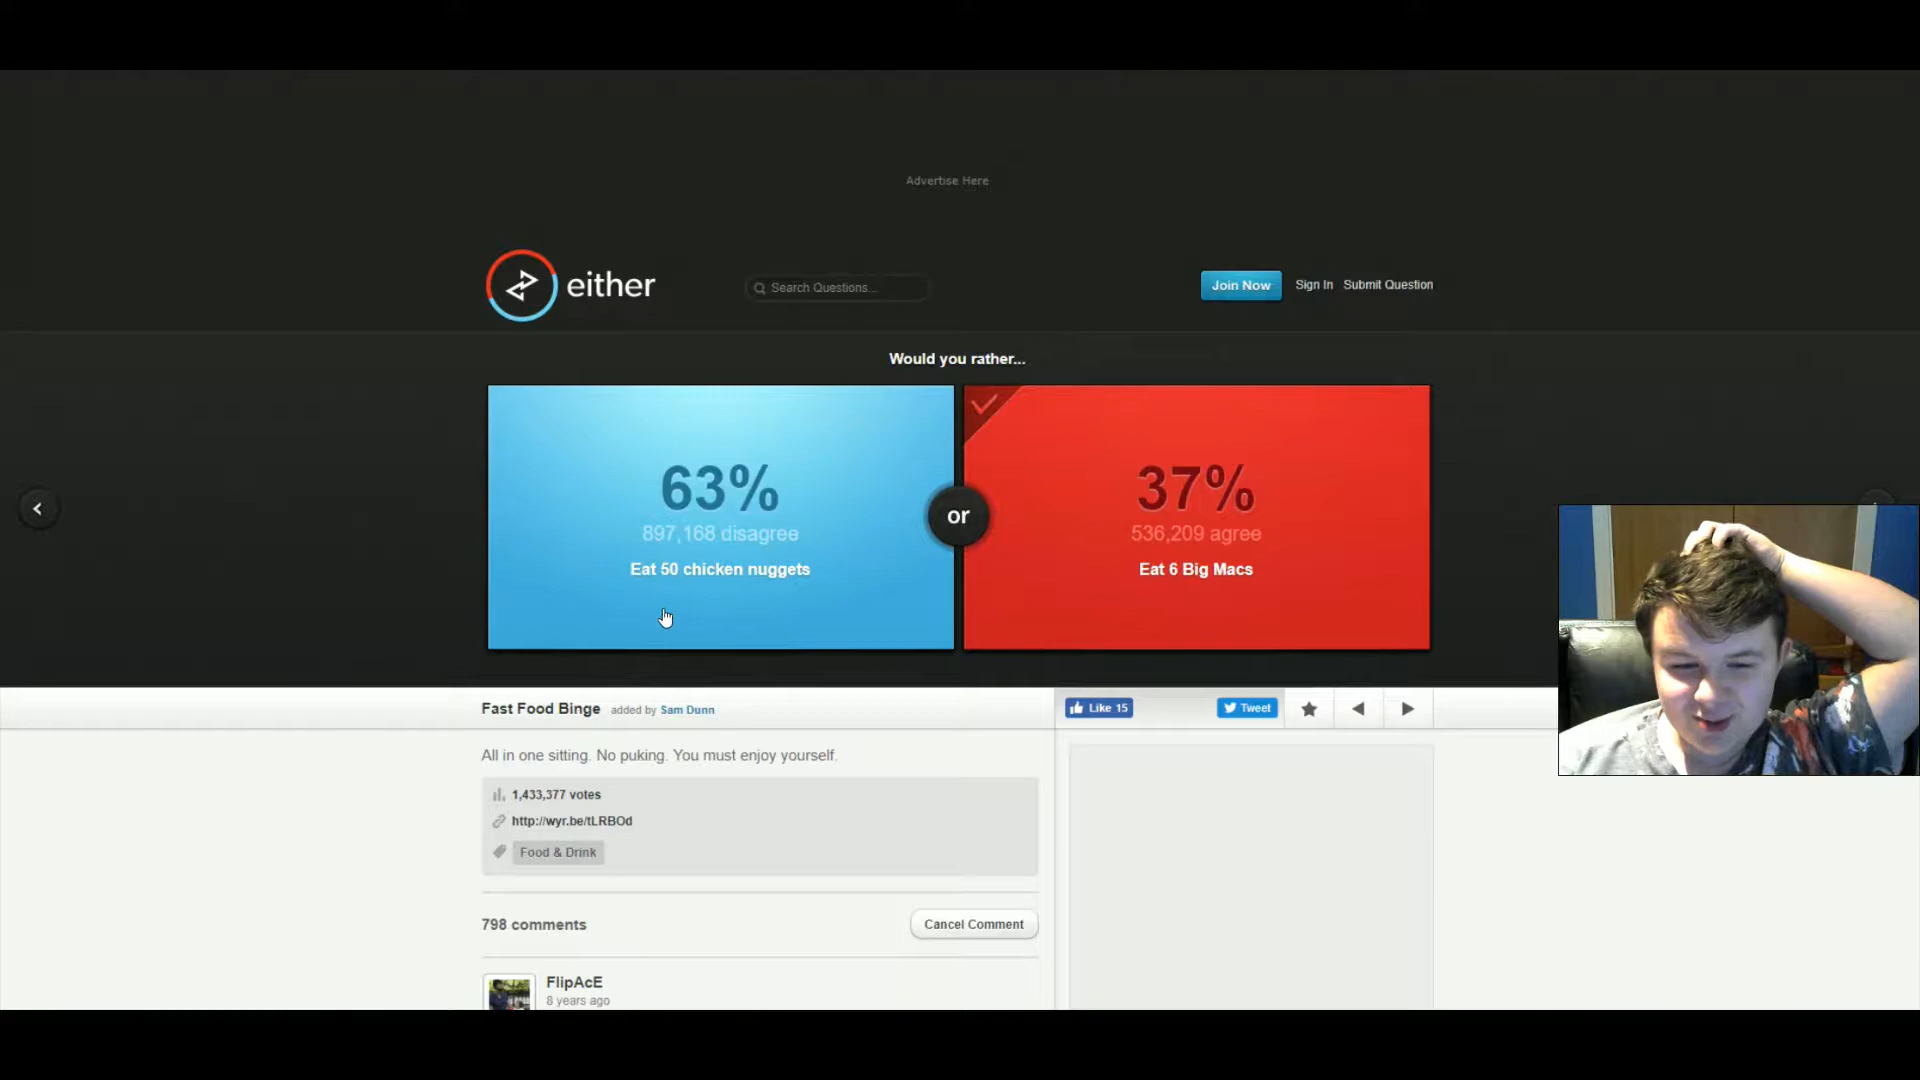 Advertise Here
either
Search Questions...
Join Now
Sign In
Submit Question
Would you rather...
63%
897,168 disagree
Eat 50 chicken nuggets
or
37%
536,209 agree
Eat 6 Big Macs
Fast Food Binge added by Sam Dunn
Like 15
Tweet
All in one sitting. No puking. You must enjoy yourself.
1,433,377 votes
http://wyr.be/tLRBOd
Food & Drink
798 comments
Cancel Comment
FlipAcE
8 years ago